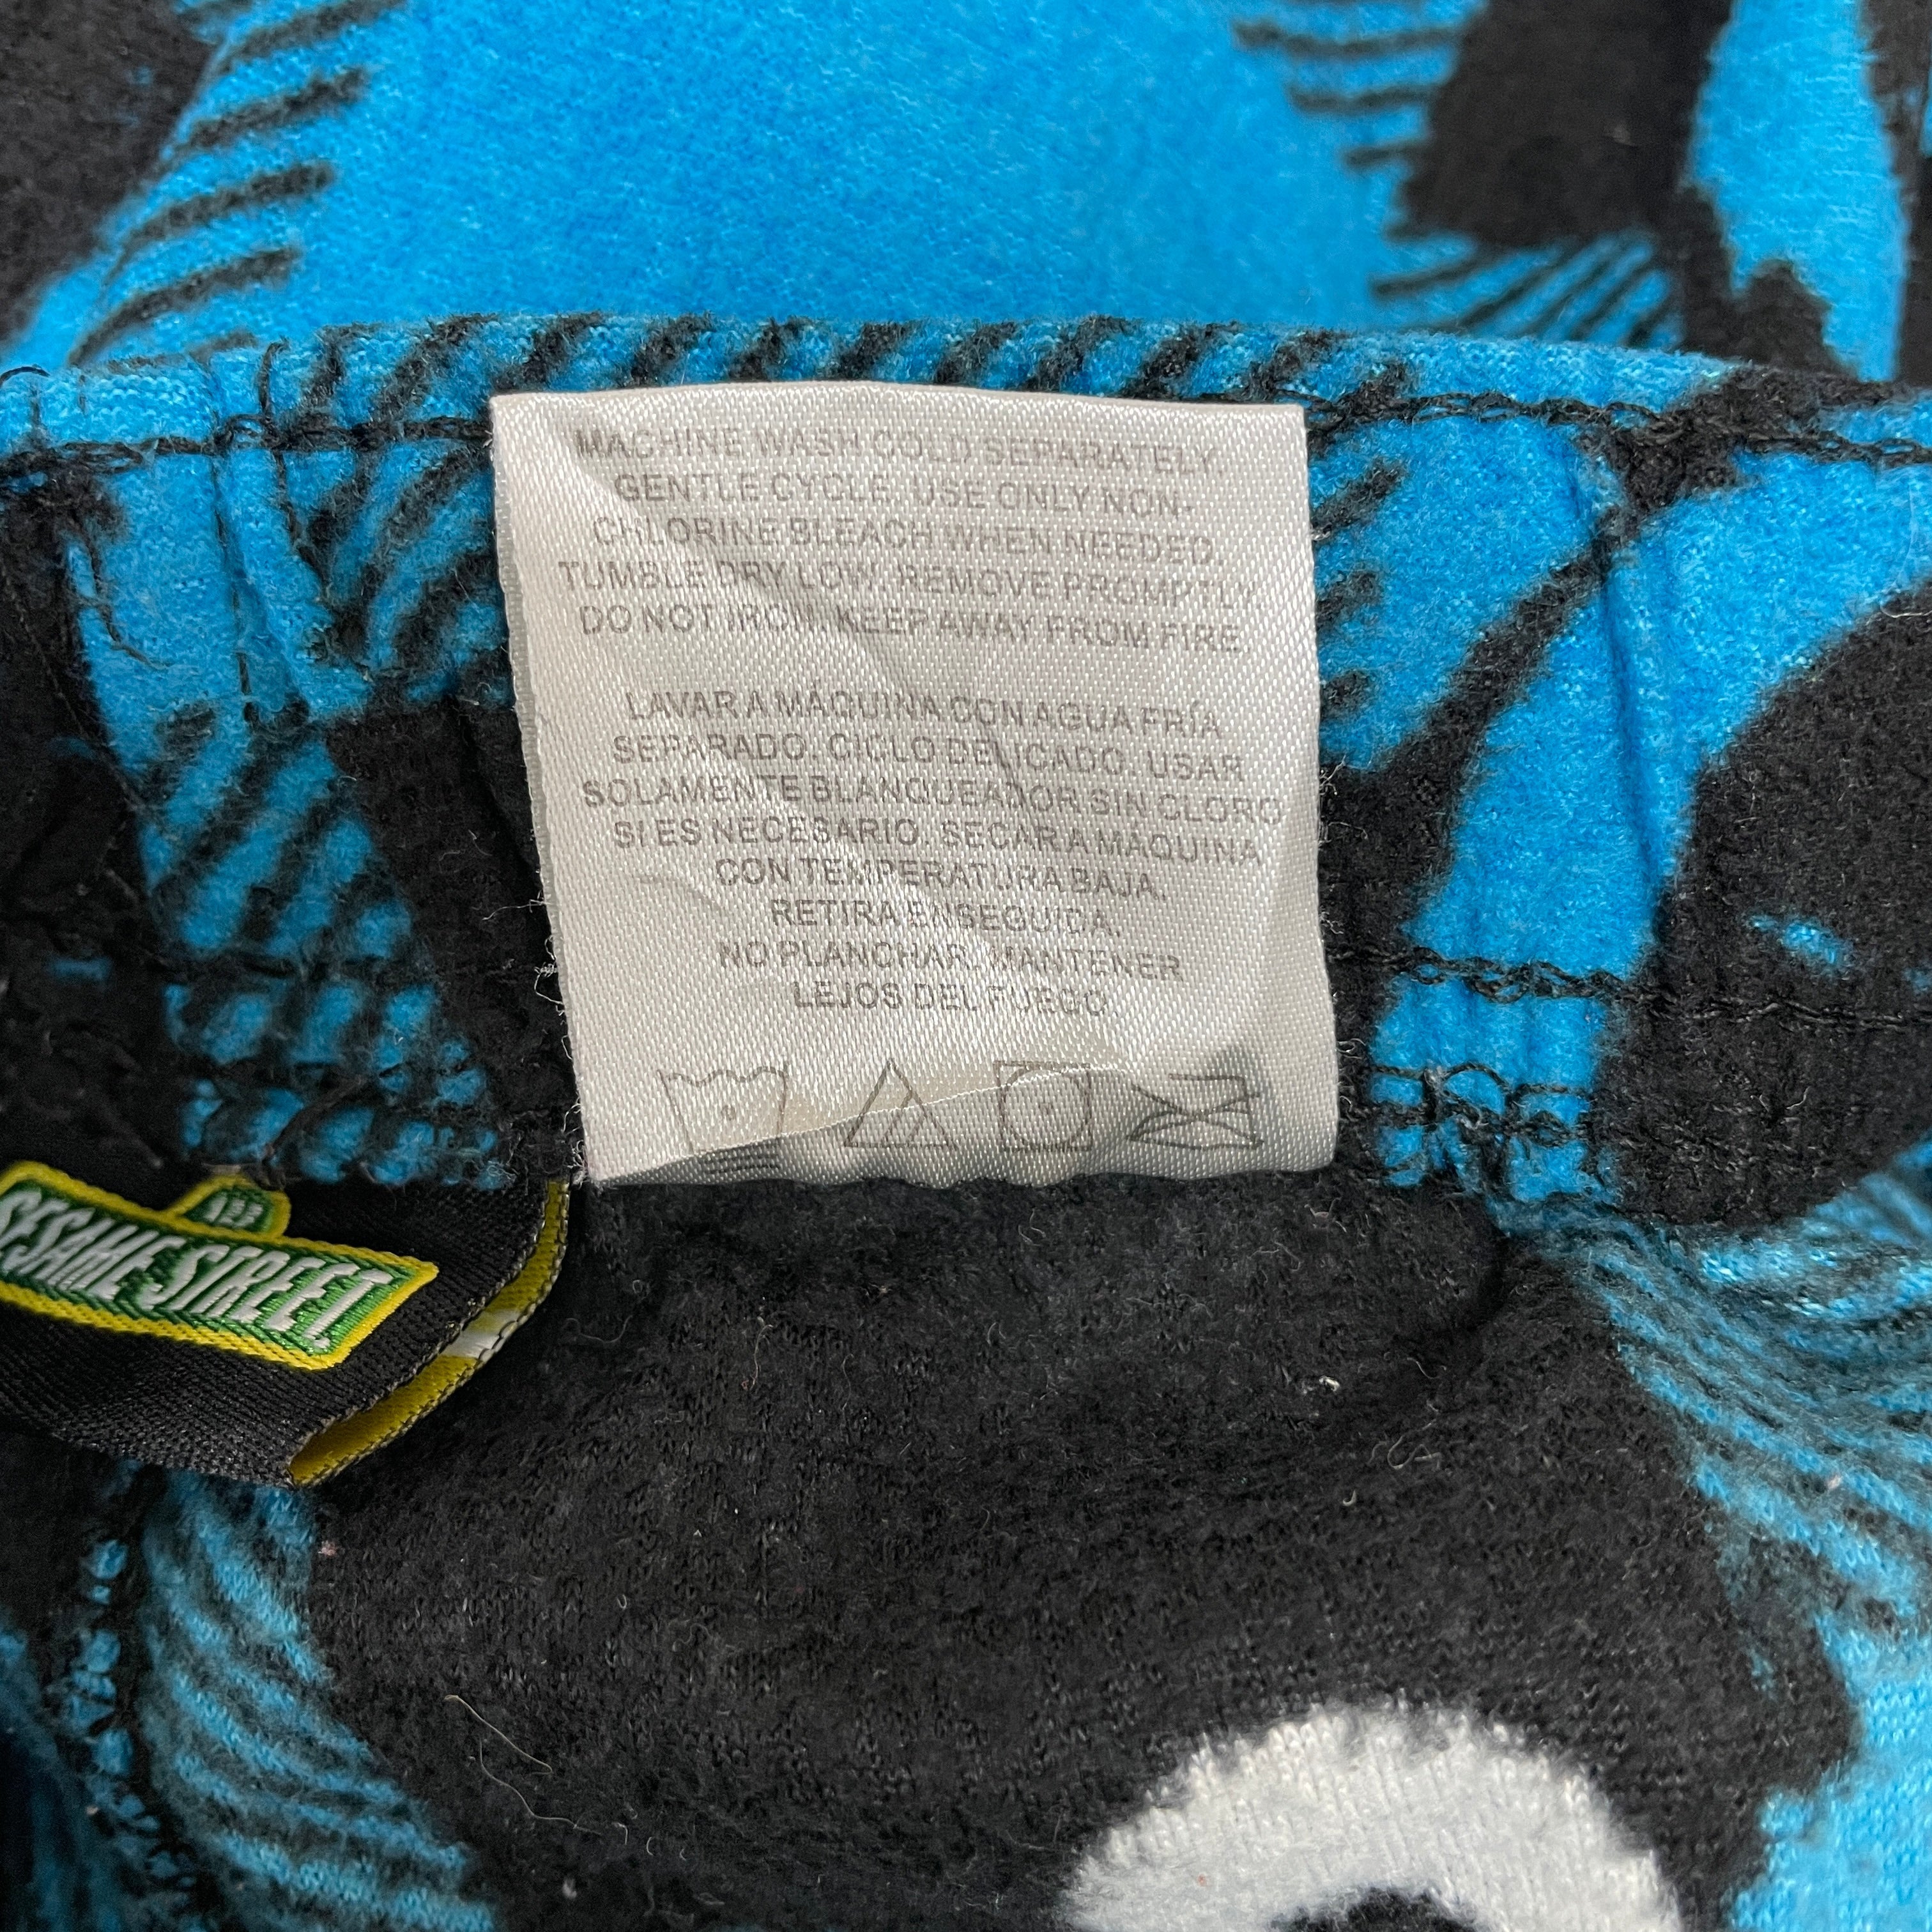 MACHINE WASH COLD SEPARATELY.
GENTLE CYCLE. USE ONLY NON-
CHLORINE BLEACH WHEN NEEDED.
TUMBLE DRY LOW. REMOVE PROMPTLY.
DO NOT IRON. KEEP AWAY FROM FIRE.
LAVAR A MÁQUINA CON AGUA FRÍA
SEPARADO. CICLO DELICADO. USAR
SOLAMENTE BLANQUEADOR SIN CLORO
SI ES NECESARIO. SECAR A MAQUINA
CON TEMPERATURA BAJA.
RETIRA ENSEGUIDA.
NO PLANCHAR. MANTENER
LEJOS DEL FUEGO.
123
SESAME STREET